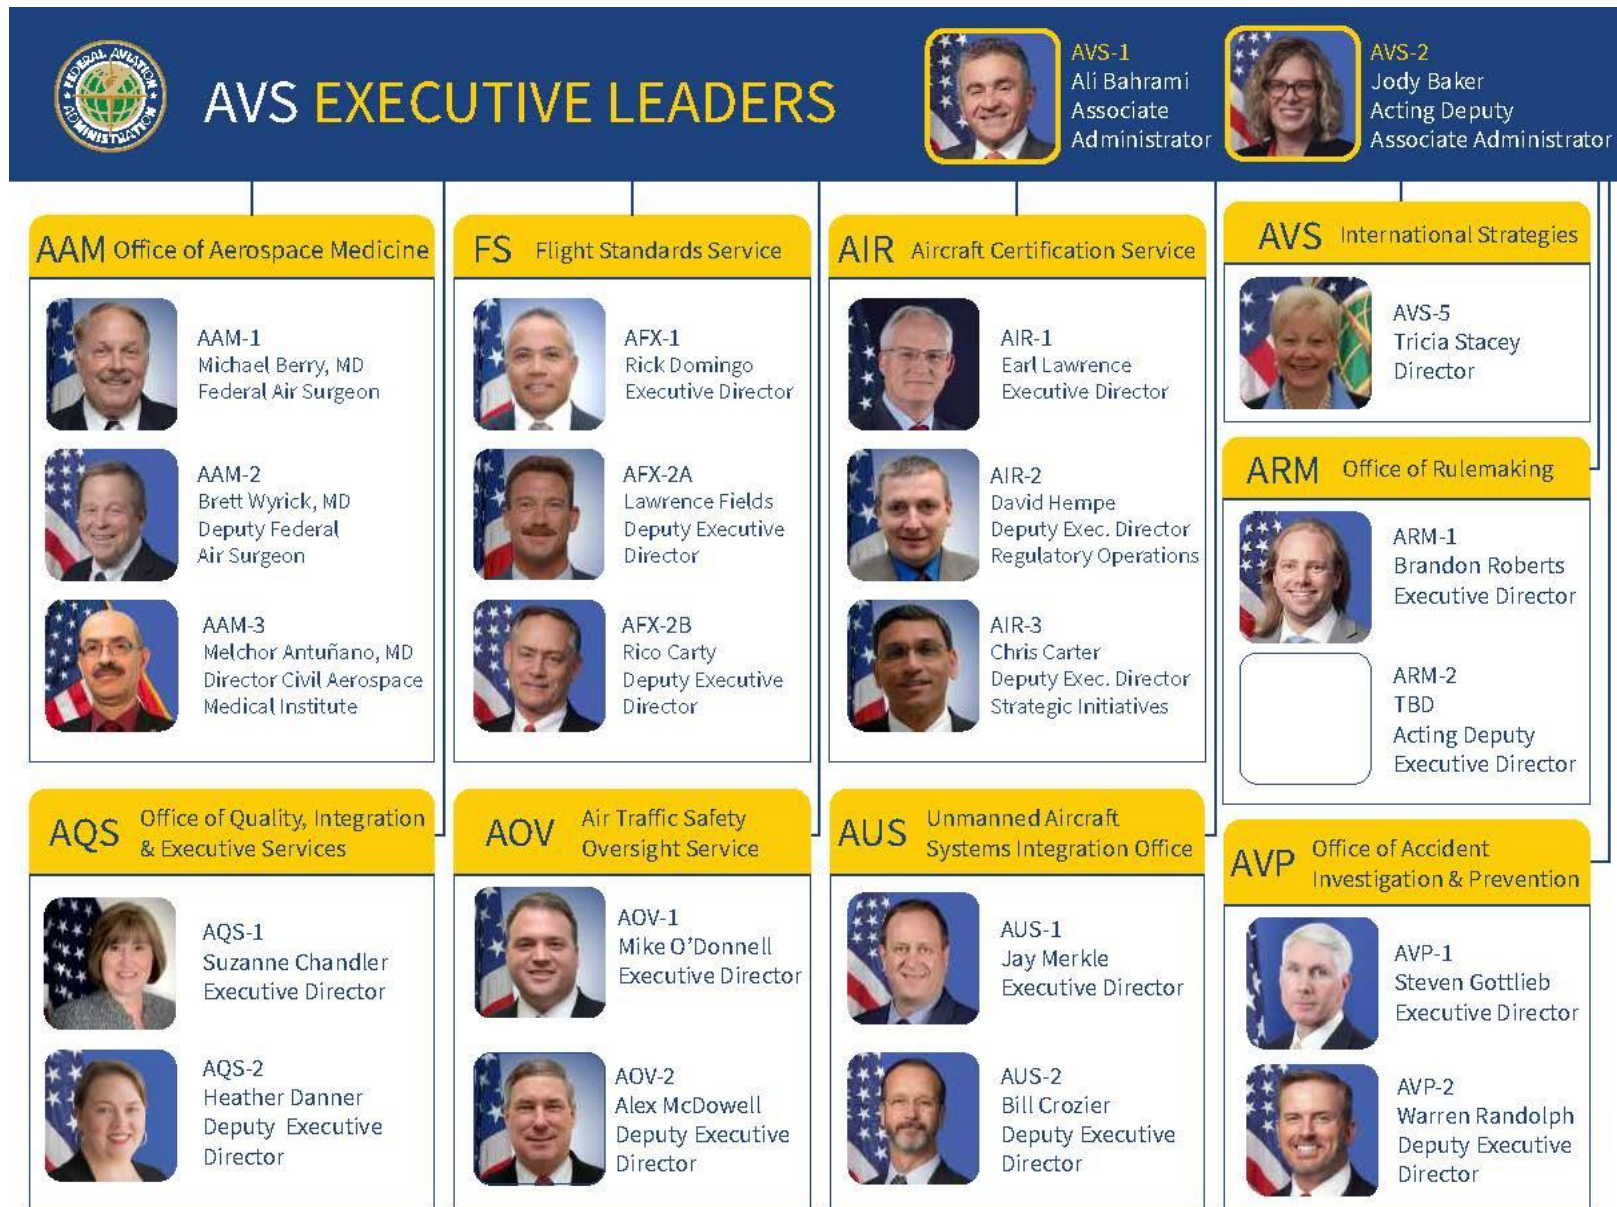 FEDERAL AVIATION
ADMINISTRATION
AVS EXECUTIVE LEADERS
AVS-1
Ali Bahrami
Associate
Administrator
AVS-2
Jody Baker
Acting Deputy
Associate Administrator
AAM Office of Aerospace Medicine
AAM-1
Michael Berry, MD
Federal Air Surgeon
AAM-2
Brett Wyrick, MD
Deputy Federal
Air Surgeon
AAM-3
Melchor Antuñano, MD
Director Civil Aerospace
Medical Institute
FS Flight Standards Service
AFX-1
Rick Domingo
Executive Director
AFX-2A
Lawrence Fields
Deputy Executive
Director
AFX-2B
Rico Carty
Deputy Executive
Director
AIR Aircraft Certification Service
AIR-1
Earl Lawrence
Executive Director
AIR-2
David Hempe
Deputy Exec. Director
Regulatory Operations
AIR-3
Chris Carter
Deputy Exec. Director
Strategic Initiatives
AVS International Strategies
AVS-5
Tricia Stacey
Director
ARM Office of Rulemaking
ARM-1
Brandon Roberts
Executive Director
ARM-2
TBD
Acting Deputy
Executive Director
AQS Office of Quality, Integration
& Executive Services
AQS-1
Suzanne Chandler
Executive Director
AQS-2
Heather Danner
Deputy Executive
Director
AOV Air Traffic Safety
Oversight Service
AOV-1
Mike O’Donnell
Executive Director
AOV-2
Alex McDowell
Deputy Executive
Director
AUS Unmanned Aircraft
Systems Integration Office
AUS-1
Jay Merkle
Executive Director
AUS-2
Bill Crozier
Deputy Executive
Director
AVP Office of Accident
Investigation & Prevention
AVP-1
Steven Gottlieb
Executive Director
AVP-2
Warren Randolph
Deputy Executive
Director